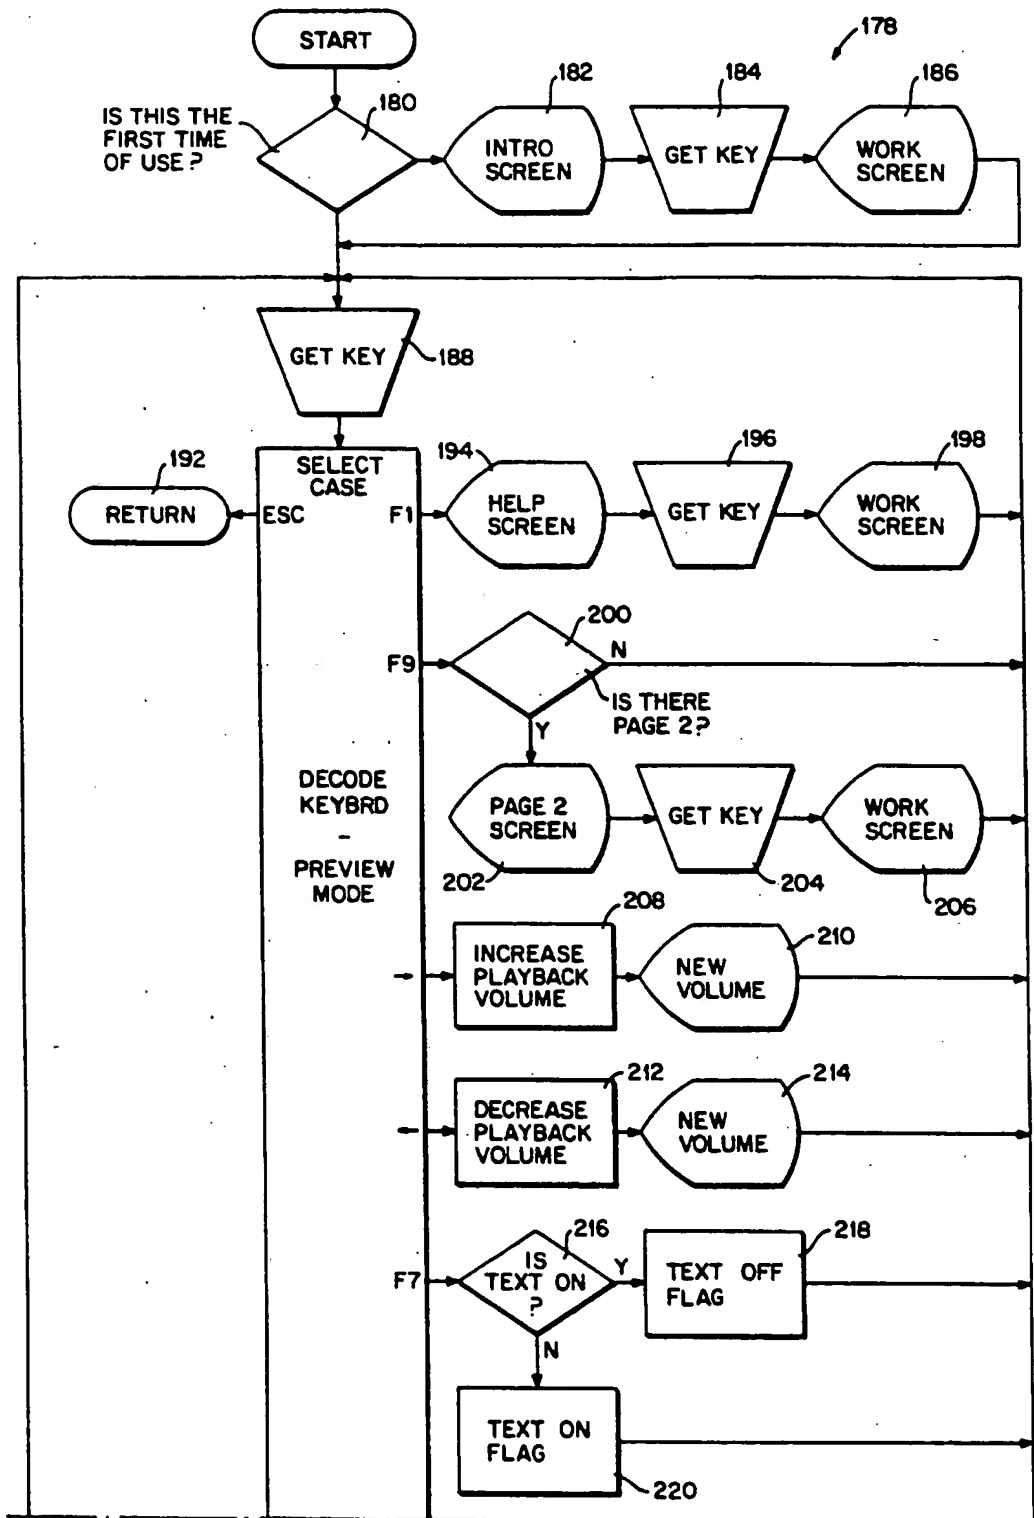 START
178
IS THIS THE
FIRST TIME
OF USE?
180
182
INTRO
SCREEN
184
GET KEY
186
WORK
SCREEN
GET KEY
188
SELECT
CASE
192
RETURN
ESC
F1
194
HELP
SCREEN
196
GET KEY
198
WORK
SCREEN
F9
200
N
IS THERE
PAGE 2?
Y
DECODE
KEYBRD
-
PREVIEW
MODE
PAGE 2
SCREEN
202
GET KEY
204
WORK
SCREEN
206
→
208
INCREASE
PLAYBACK
VOLUME
210
NEW
VOLUME
←
212
DECREASE
PLAYBACK
VOLUME
214
NEW
VOLUME
F7
216
IS
TEXT ON
?
Y
218
TEXT OFF
FLAG
N
TEXT ON
FLAG
220